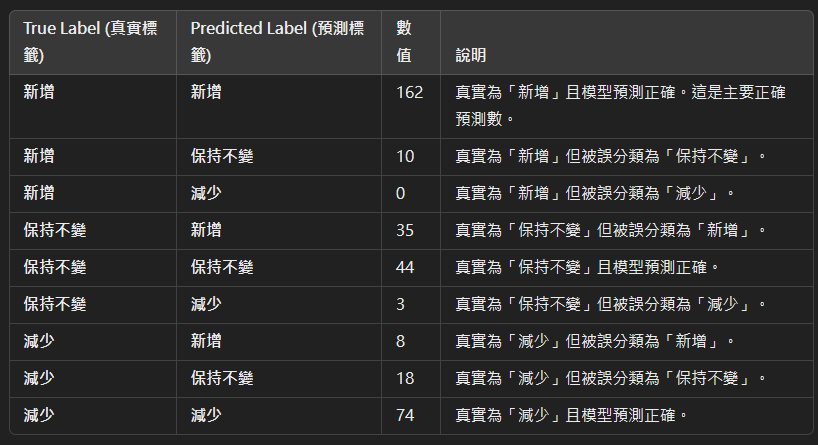 True Label (真實標 Predicted Label (預測標 數
籤) 籤) 值 說明
新增 新增 162 真實為「新增」且模型預測正確。這是主要正確
預測數。
新增 保持不變 10 真實為「新增」但被誤分類為「保持不變」。
新增 減少 0 真實為「新增」但被誤分類為「減少」。
保持不變 新增 35 真實為「保持不變」但被誤分類為「新增」。
保持不變 保持不變 44 真實為「保持不變」且模型預測正確。
保持不變 減少 3 真實為「保持不變」但被誤分類為「減少」。
減少 新增 8 真實為「減少」但被誤分類為「新增」。
減少 保持不變 18 真實為「減少」但被誤分類為「保持不變」。
減少 減少 74 真實為「減少」且模型預測正確。